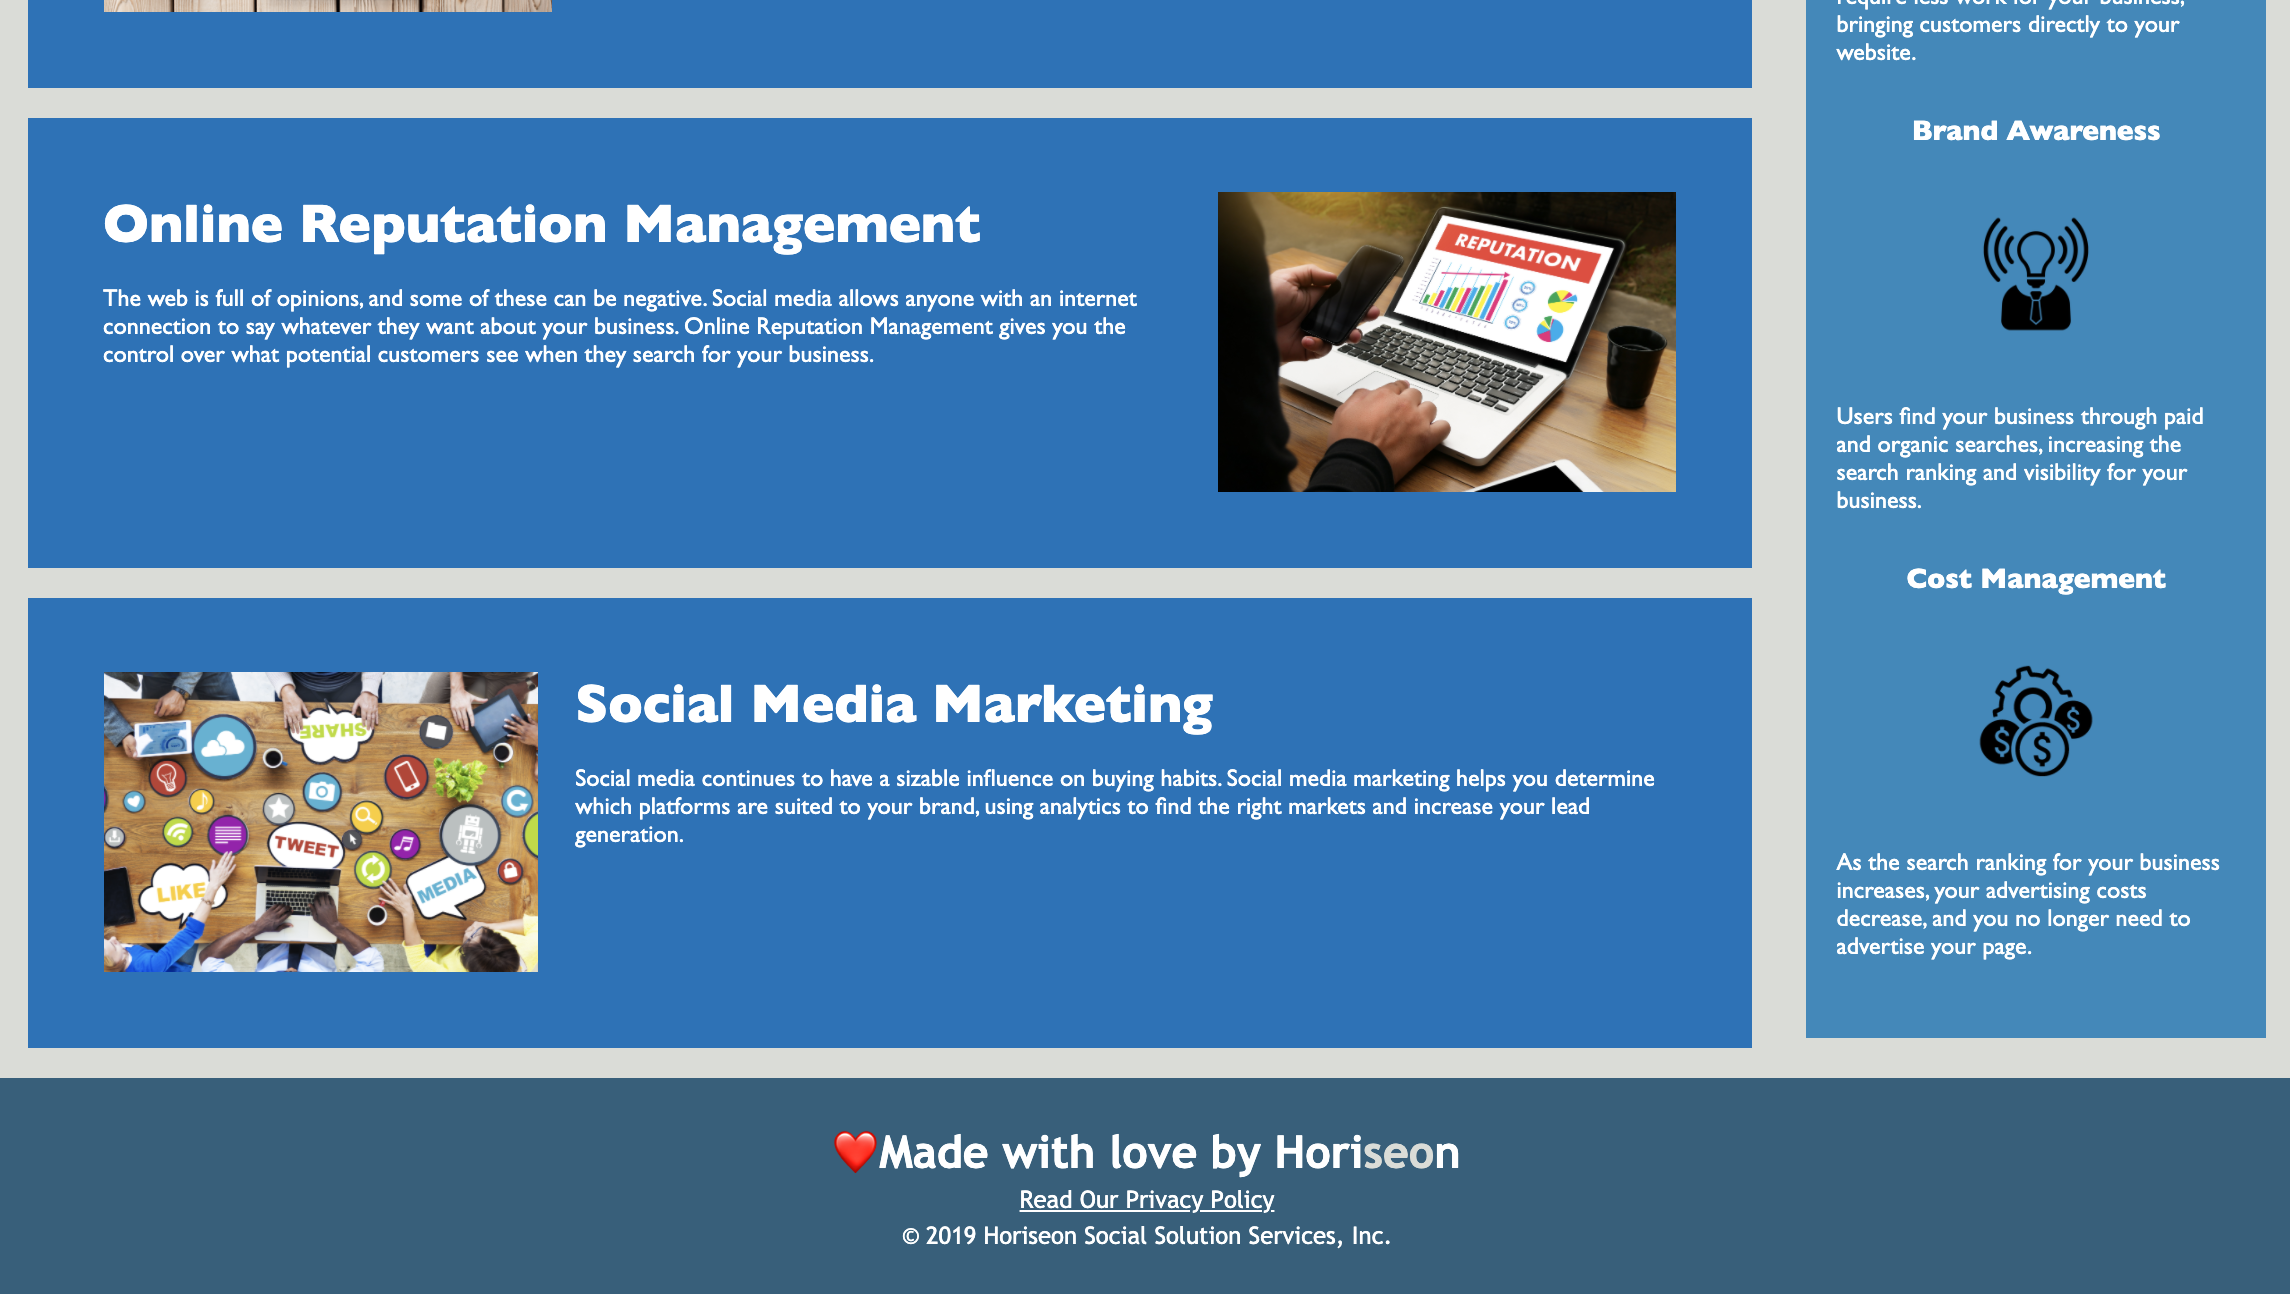 require less work for your business,
bringing customers directly to your
website.
Brand Awareness
Online Reputation Management
REPUTATION
The web is full of opinions, and some of these can be negative. Social media allows anyone with an internet
connection to say whatever they want about your business. Online Reputation Management gives you the
control over what potential customers see when they search for your business.
Users find your business through paid
and organic searches, increasing the
search ranking and visibility for your
business.
Cost Management
Social Media Marketing
SHARE
TWEET
LIKE
MEDIA
Social media continues to have a sizable influence on buying habits. Social media marketing helps you determine
which platforms are suited to your brand, using analytics to find the right markets and increase your lead
generation.
$
$
$
As the search ranking for your business
increases, your advertising costs
decrease, and you no longer need to
advertise your page.
❤️Made with love by Horiseon
Read Our Privacy Policy
© 2019 Horiseon Social Solution Services, Inc.